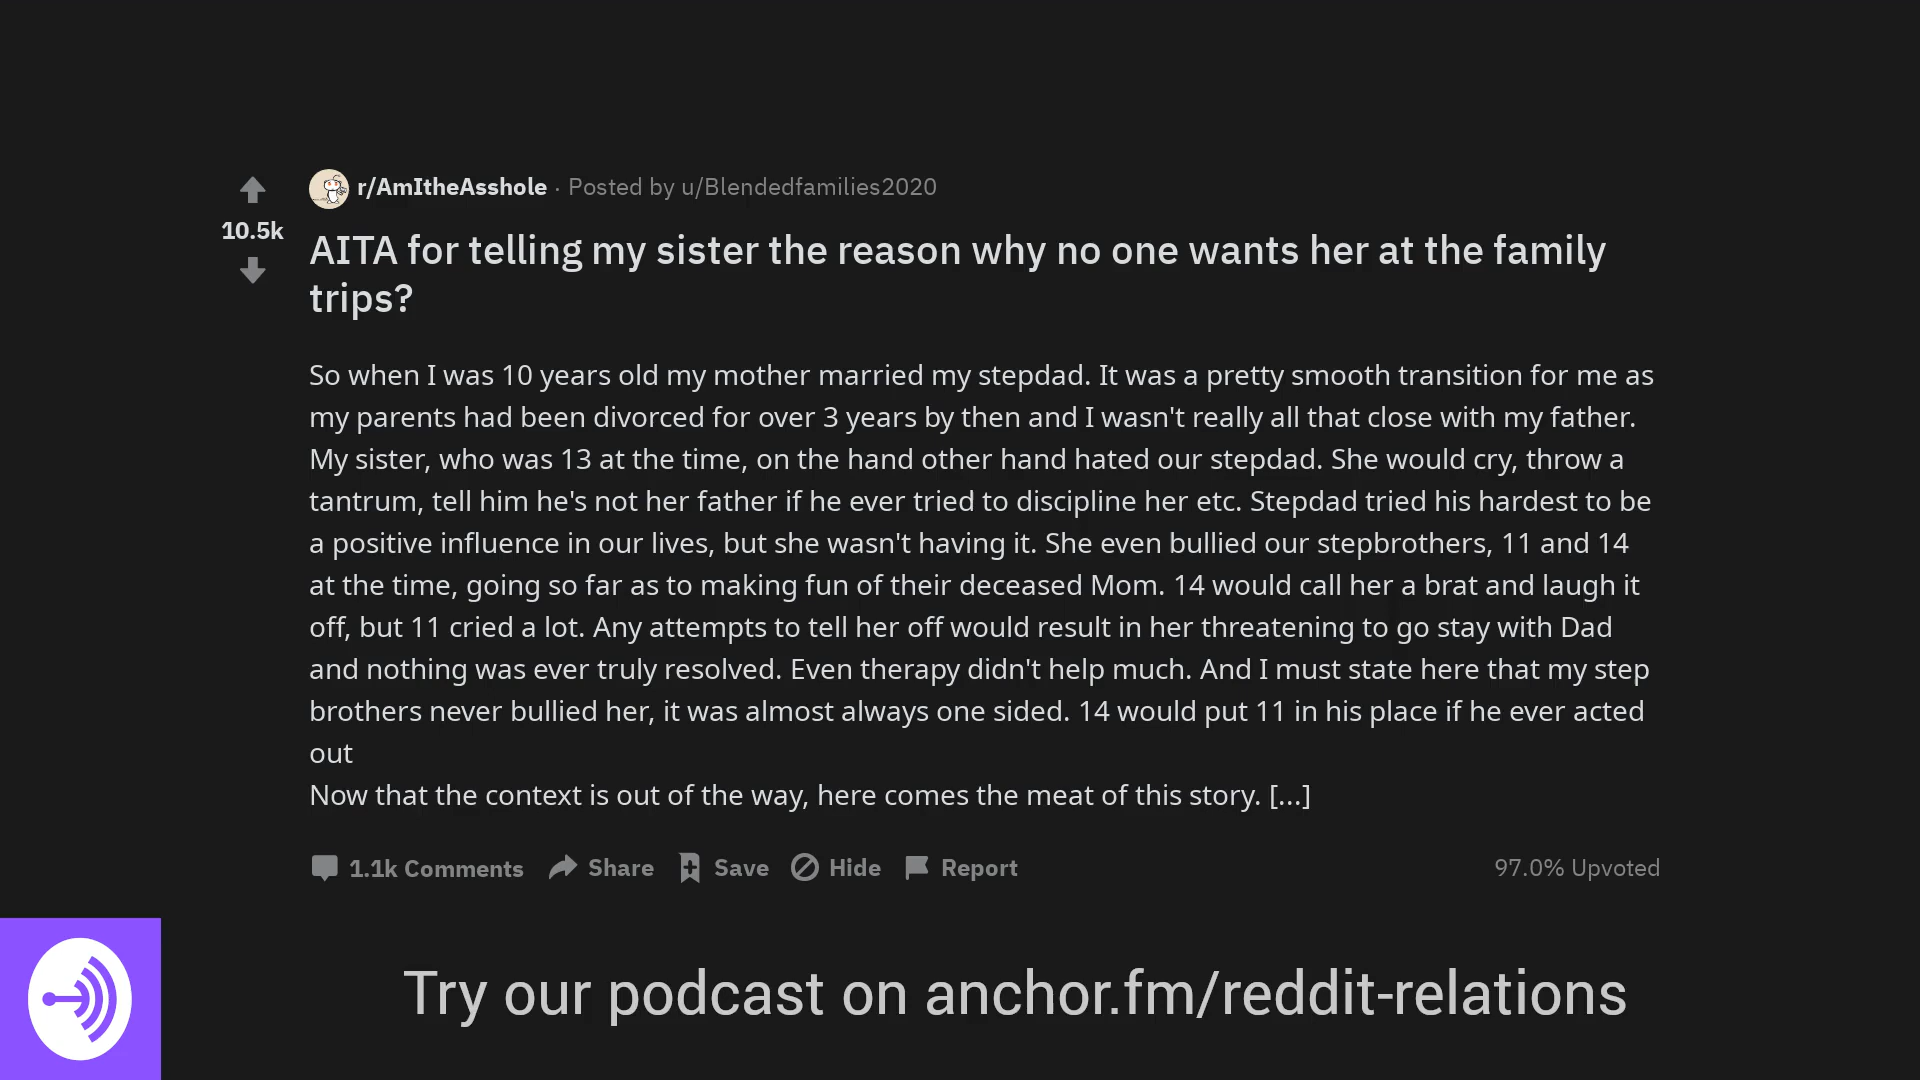 r/AmItheAsshole · Posted by u/Blendedfamilies2020
10.5k
AITA for telling my sister the reason why no one wants her at the family
trips?
So when I was 10 years old my mother married my stepdad. It was a pretty smooth transition for me as
my parents had been divorced for over 3 years by then and I wasn't really all that close with my father.
My sister, who was 13 at the time, on the hand other hand hated our stepdad. She would cry, throw a
tantrum, tell him he's not her father if he ever tried to discipline her etc. Stepdad tried his hardest to be
a positive influence in our lives, but she wasn't having it. She even bullied our stepbrothers, 11 and 14
at the time, going so far as to making fun of their deceased Mom. 14 would call her a brat and laugh it
off, but 11 cried a lot. Any attempts to tell her off would result in her threatening to go stay with Dad
and nothing was ever truly resolved. Even therapy didn't help much. And I must state here that my step
brothers never bullied her, it was almost always one sided. 14 would put 11 in his place if he ever acted
out
Now that the context is out of the way, here comes the meat of this story. [...]
1.1k Comments Share Save Hide Report 97.0% Upvoted
Try our podcast on anchor.fm/reddit-relations